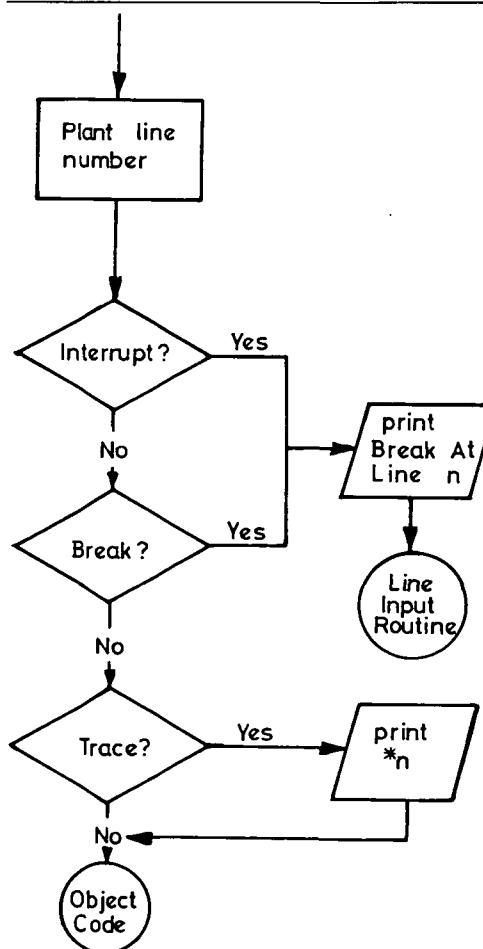 Plant line
number
Interrupt?
Yes
No
print
Break At
Line n
Break?
Yes
Line
Input
Routine
No
Trace?
Yes
print
*n
No
Object
Code